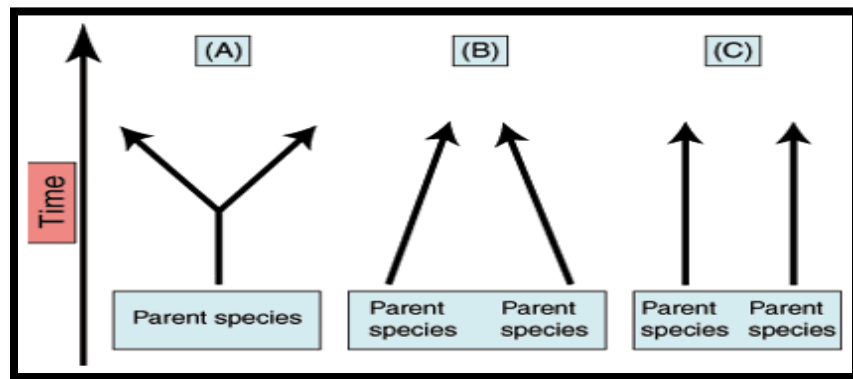 (A)
(B)
(C)
Time
Parent species
Parent
species
Parent
species
Parent
species
Parent
species